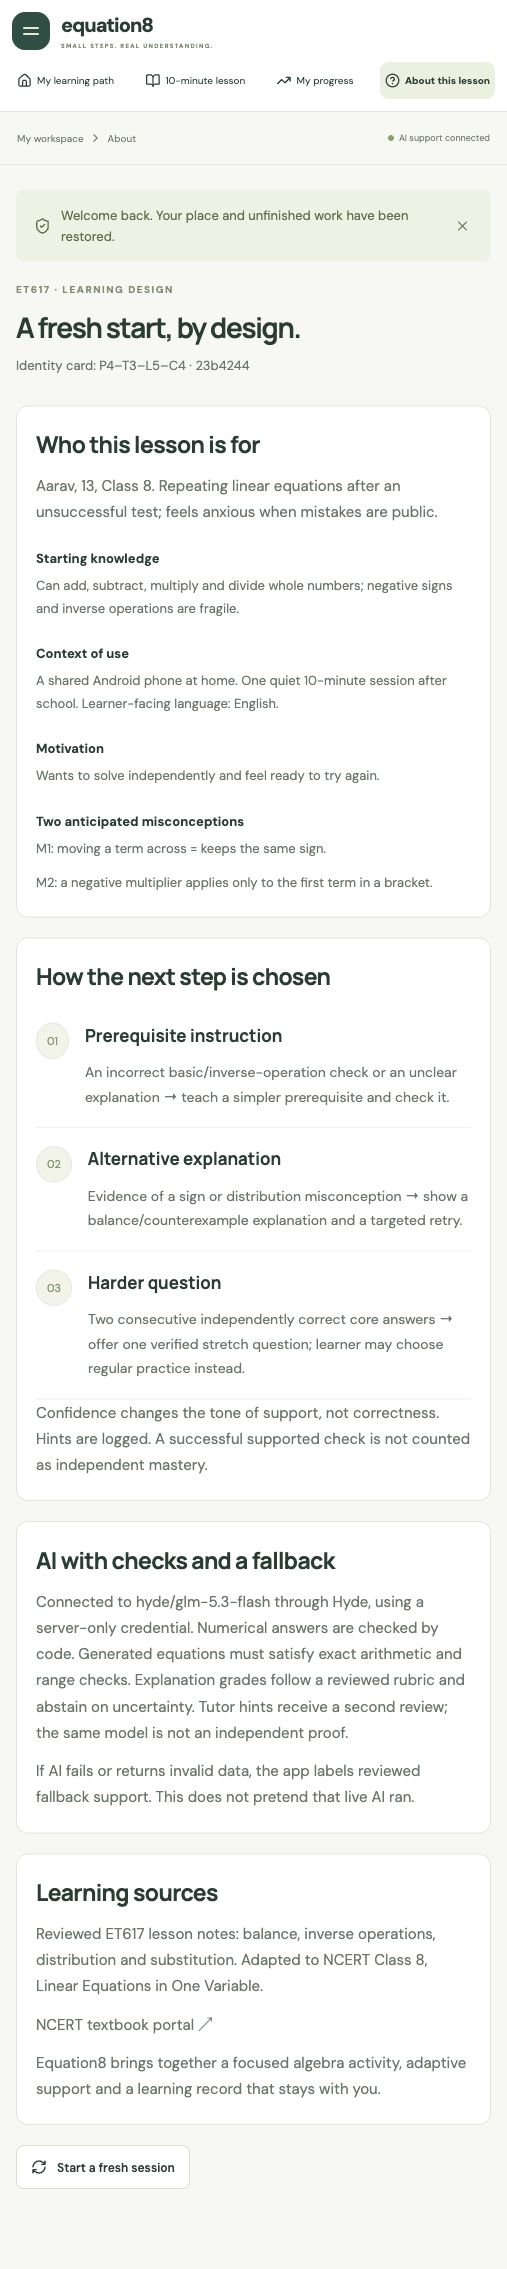 equation8
SMALL STEPS. REAL UNDERSTANDING.
My learning path
10-minute lesson
My progress
About this lesson
My workspace > About
AI support connected
Welcome back. Your place and unfinished work have been
restored.
ET617 · LEARNING DESIGN
A fresh start, by design.
Identity card: P4–T3–L5–C4 · 23b4244
Who this lesson is for
Aarav, 13, Class 8. Repeating linear equations after an
unsuccessful test; feels anxious when mistakes are public.
Starting knowledge
Can add, subtract, multiply and divide whole numbers; negative signs
and inverse operations are fragile.
Context of use
A shared Android phone at home. One quiet 10-minute session after
school. Learner-facing language: English.
Motivation
Wants to solve independently and feel ready to try again.
Two anticipated misconceptions
M1: moving a term across = keeps the same sign.
M2: a negative multiplier applies only to the first term in a bracket.
How the next step is chosen
01
Prerequisite instruction
An incorrect basic/inverse-operation check or an unclear
explanation → teach a simpler prerequisite and check it.
02
Alternative explanation
Evidence of a sign or distribution misconception → show a
balance/counterexample explanation and a targeted retry.
03
Harder question
Two consecutive independently correct core answers →
offer one verified stretch question; learner may choose
regular practice instead.
Confidence changes the tone of support, not correctness.
Hints are logged. A successful supported check is not counted
as independent mastery.
AI with checks and a fallback
Connected to hyde/glm-5.3-flash through Hyde, using a
server-only credential. Numerical answers are checked by
code. Generated equations must satisfy exact arithmetic and
range checks. Explanation grades follow a reviewed rubric and
abstain on uncertainty. Tutor hints receive a second review;
the same model is not an independent proof.
If AI fails or returns invalid data, the app labels reviewed
fallback support. This does not pretend that live AI ran.
Learning sources
Reviewed ET617 lesson notes: balance, inverse operations,
distribution and substitution. Adapted to NCERT Class 8,
Linear Equations in One Variable.
NCERT textbook portal ↗
Equation8 brings together a focused algebra activity, adaptive
support and a learning record that stays with you.
Start a fresh session